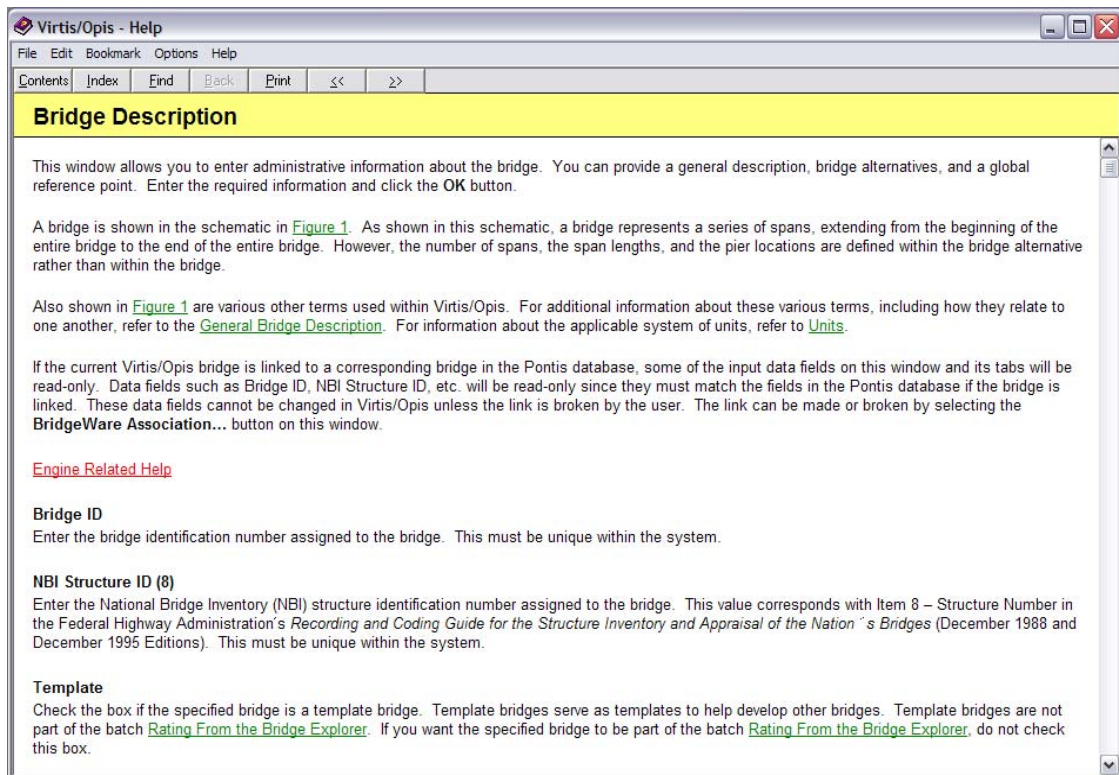 Virtis/Opis - Help
File Edit Bookmark Options Help
Contents Index Find Back Print << >>
Bridge Description
This window allows you to enter administrative information about the bridge. You can provide a general description, bridge alternatives, and a global
reference point. Enter the required information and click the OK button.
A bridge is shown in the schematic in Figure 1. As shown in this schematic, a bridge represents a series of spans, extending from the beginning of the
entire bridge to the end of the entire bridge. However, the number of spans, the span lengths, and the pier locations are defined within the bridge alternative
rather than within the bridge.
Also shown in Figure 1 are various other terms used within Virtis/Opis. For additional information about these various terms, including how they relate to
one another, refer to the General Bridge Description. For information about the applicable system of units, refer to Units.
If the current Virtis/Opis bridge is linked to a corresponding bridge in the Pontis database, some of the input data fields on this window and its tabs will be
read-only. Data fields such as Bridge ID, NBI Structure ID, etc. will be read-only since they must match the fields in the Pontis database if the bridge is
linked. These data fields cannot be changed in Virtis/Opis unless the link is broken by the user. The link can be made or broken by selecting the
BridgeWare Association... button on this window.
Engine Related Help
Bridge ID
Enter the bridge identification number assigned to the bridge. This must be unique within the system.
NBI Structure ID (8)
Enter the National Bridge Inventory (NBI) structure identification number assigned to the bridge. This value corresponds with Item 8 – Structure Number in
the Federal Highway Administration´s Recording and Coding Guide for the Structure Inventory and Appraisal of the Nation ´ s Bridges (December 1988 and
December 1995 Editions). This must be unique within the system.
Template
Check the box if the specified bridge is a template bridge. Template bridges serve as templates to help develop other bridges. Template bridges are not
part of the batch Rating From the Bridge Explorer. If you want the specified bridge to be part of the batch Rating From the Bridge Explorer, do not check
this box.